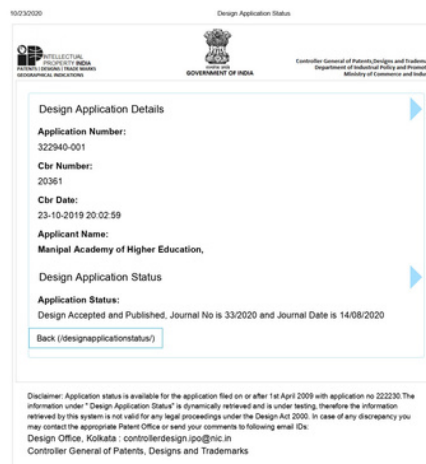 10/23/2020 Design Application Status
INTELLECTUAL
PROPERTY INDIA
PATENTS | DESIGNS | TRADE MARKS
GEOGRAPHICAL INDICATIONS
GOVERNMENT OF INDIA
Controller General of Patents,Designs and Tradema
Department of Industrial Policy and Promot
Ministry of Commerce and Indu
Design Application Details
Application Number:
322940-001
Cbr Number:
20361
Cbr Date:
23-10-2019 20:02:59
Applicant Name:
Manipal Academy of Higher Education,
Design Application Status
Application Status:
Design Accepted and Published, Journal No is 33/2020 and Journal Date is 14/08/2020
Back (/designapplicationstatus/)
Disclaimer: Application status is available for the application filed on or after 1st April 2009 with application no 222230.The
information under " Design Application Status" is dynamically retrieved and is under testing, therefore the information
retrieved by this system is not valid for any legal proceedings under the Design Act 2000. In case of any discrepancy you
may contact the appropriate Patent Office or send your comments to following email IDs:
Design Office, Kolkata : controllerdesign.ipo@nic.in
Controller General of Patents, Designs and Trademarks